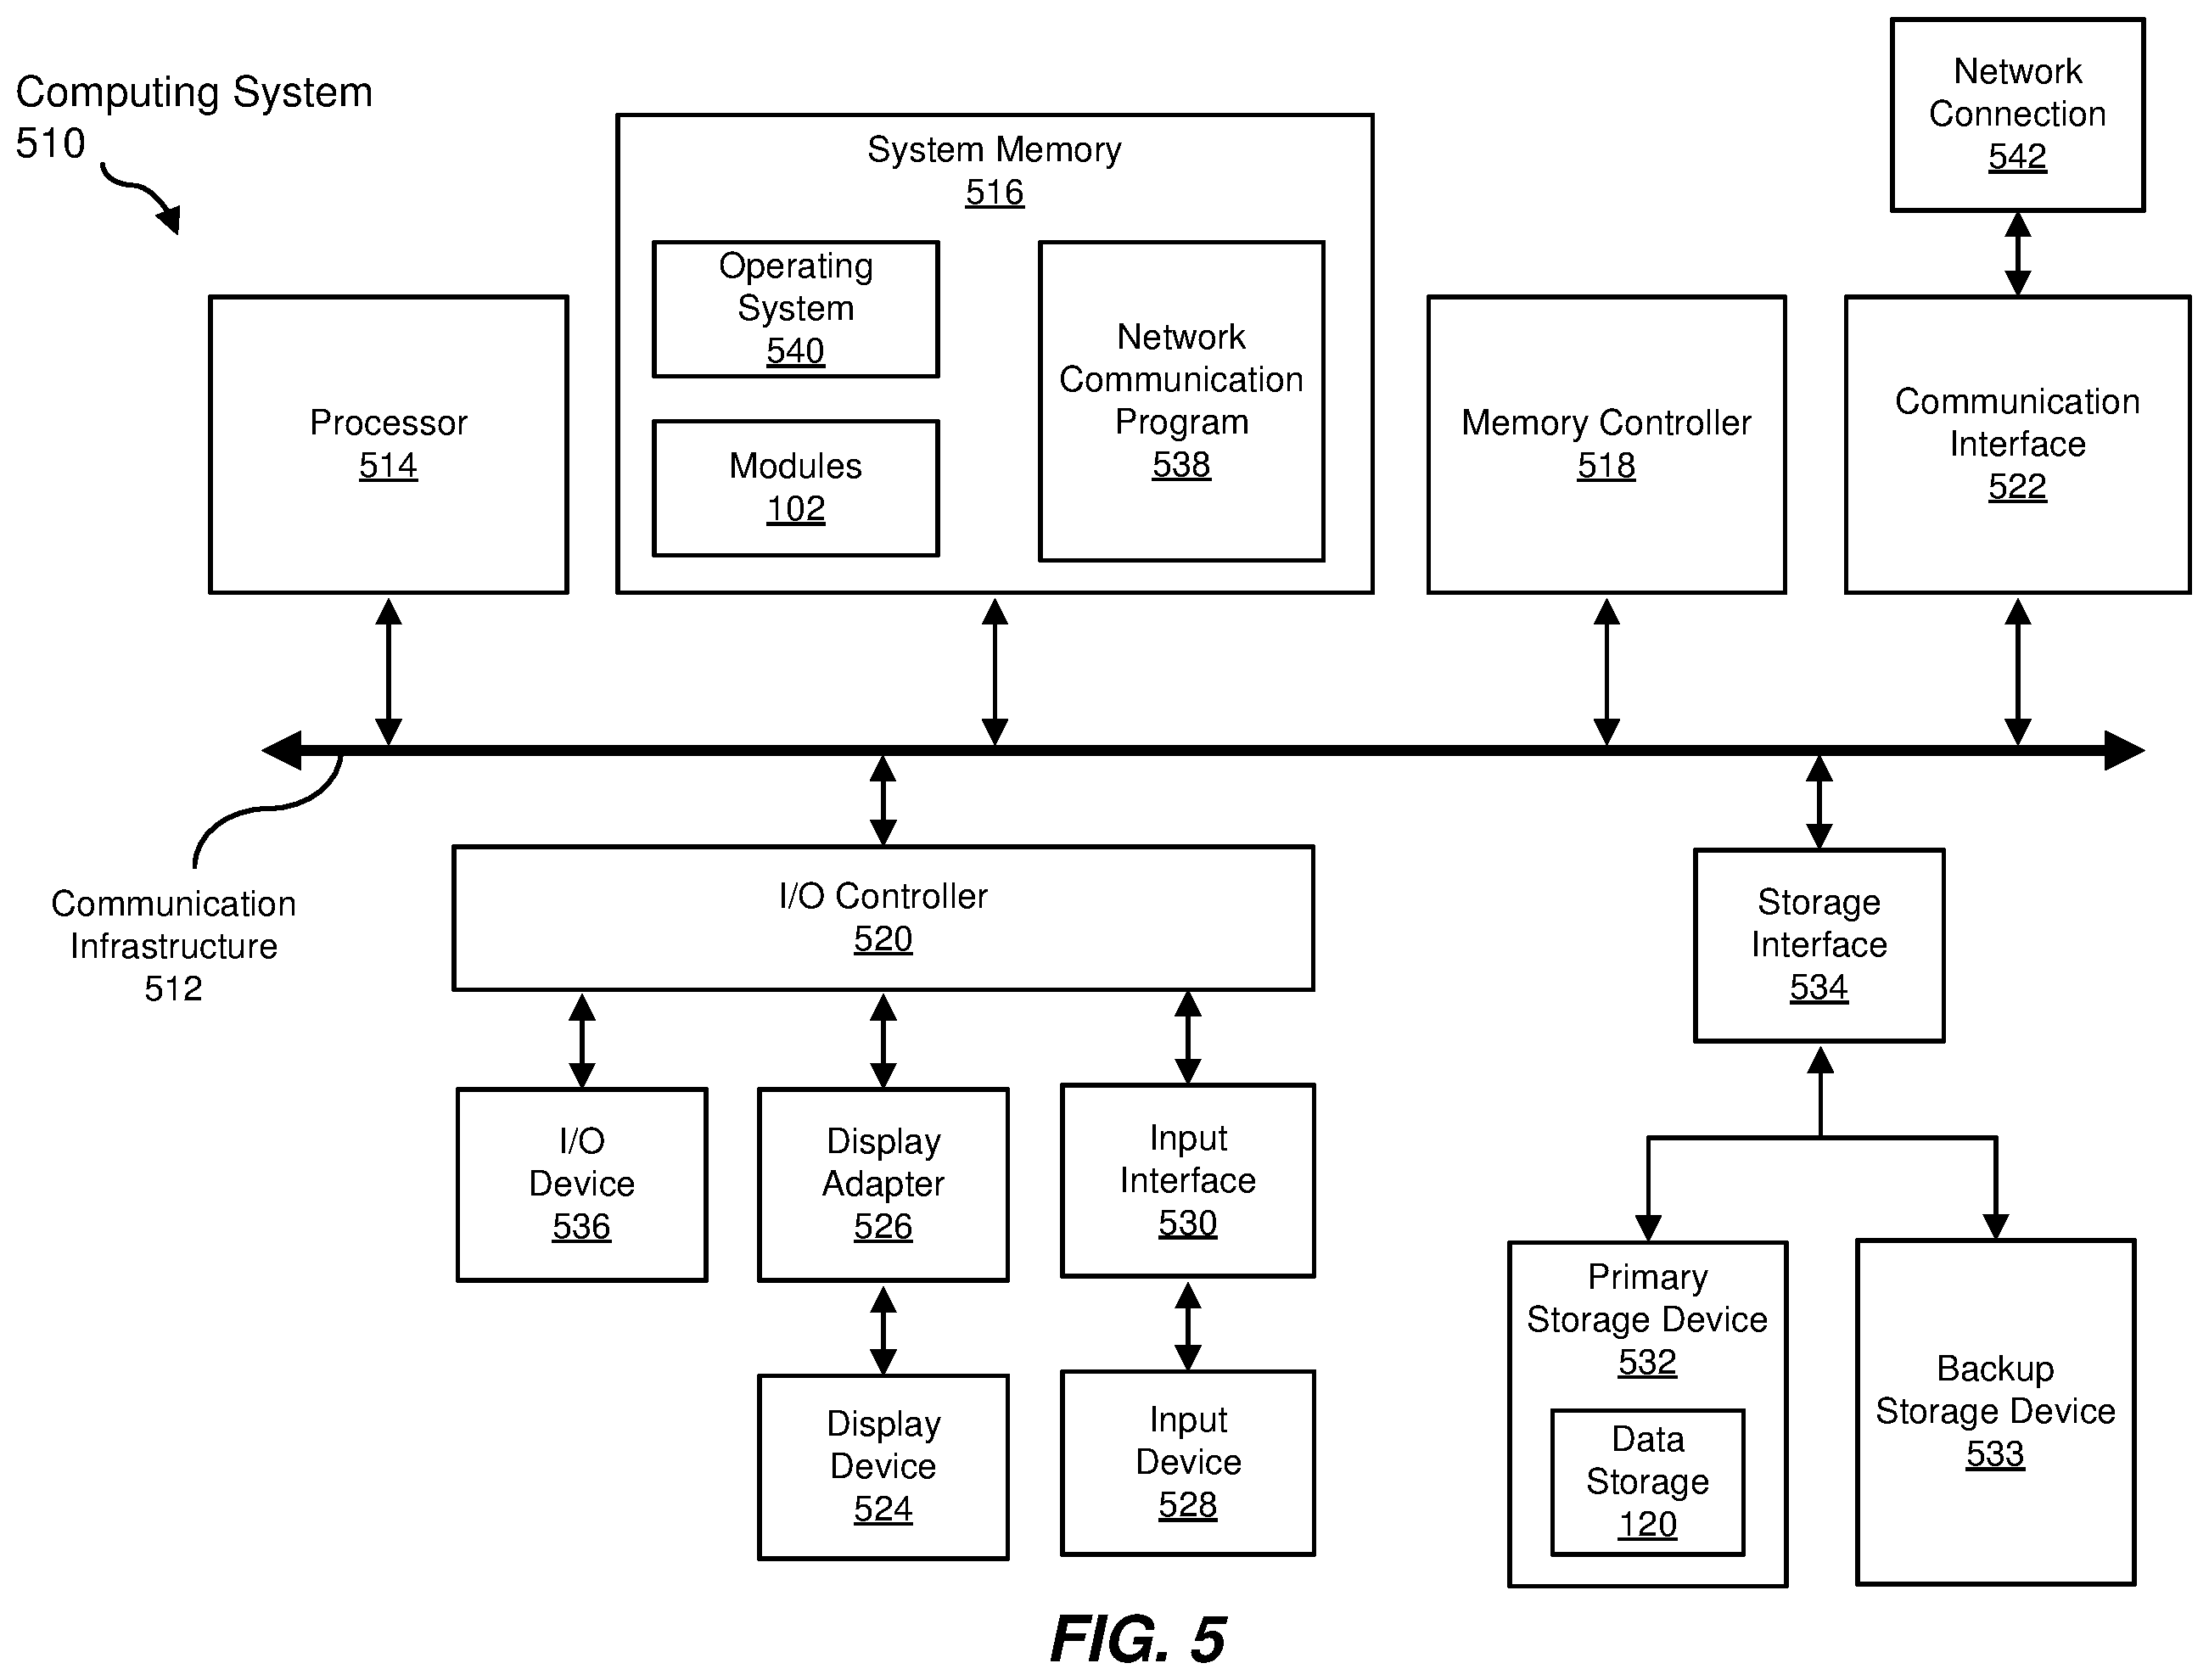 Computing System
510
System Memory
516
Operating
System
540
Modules
102
Network
Communication
Program
538
Network
Connection
542
Processor
514
Memory Controller
518
Communication
Interface
522
Communication
Infrastructure
512
I/O Controller
520
Storage
Interface
534
I/O
Device
536
Display
Adapter
526
Input
Interface
530
Display
Device
524
Input
Device
528
Primary
Storage Device
532
Data
Storage
120
Backup
Storage Device
533
FIG. 5